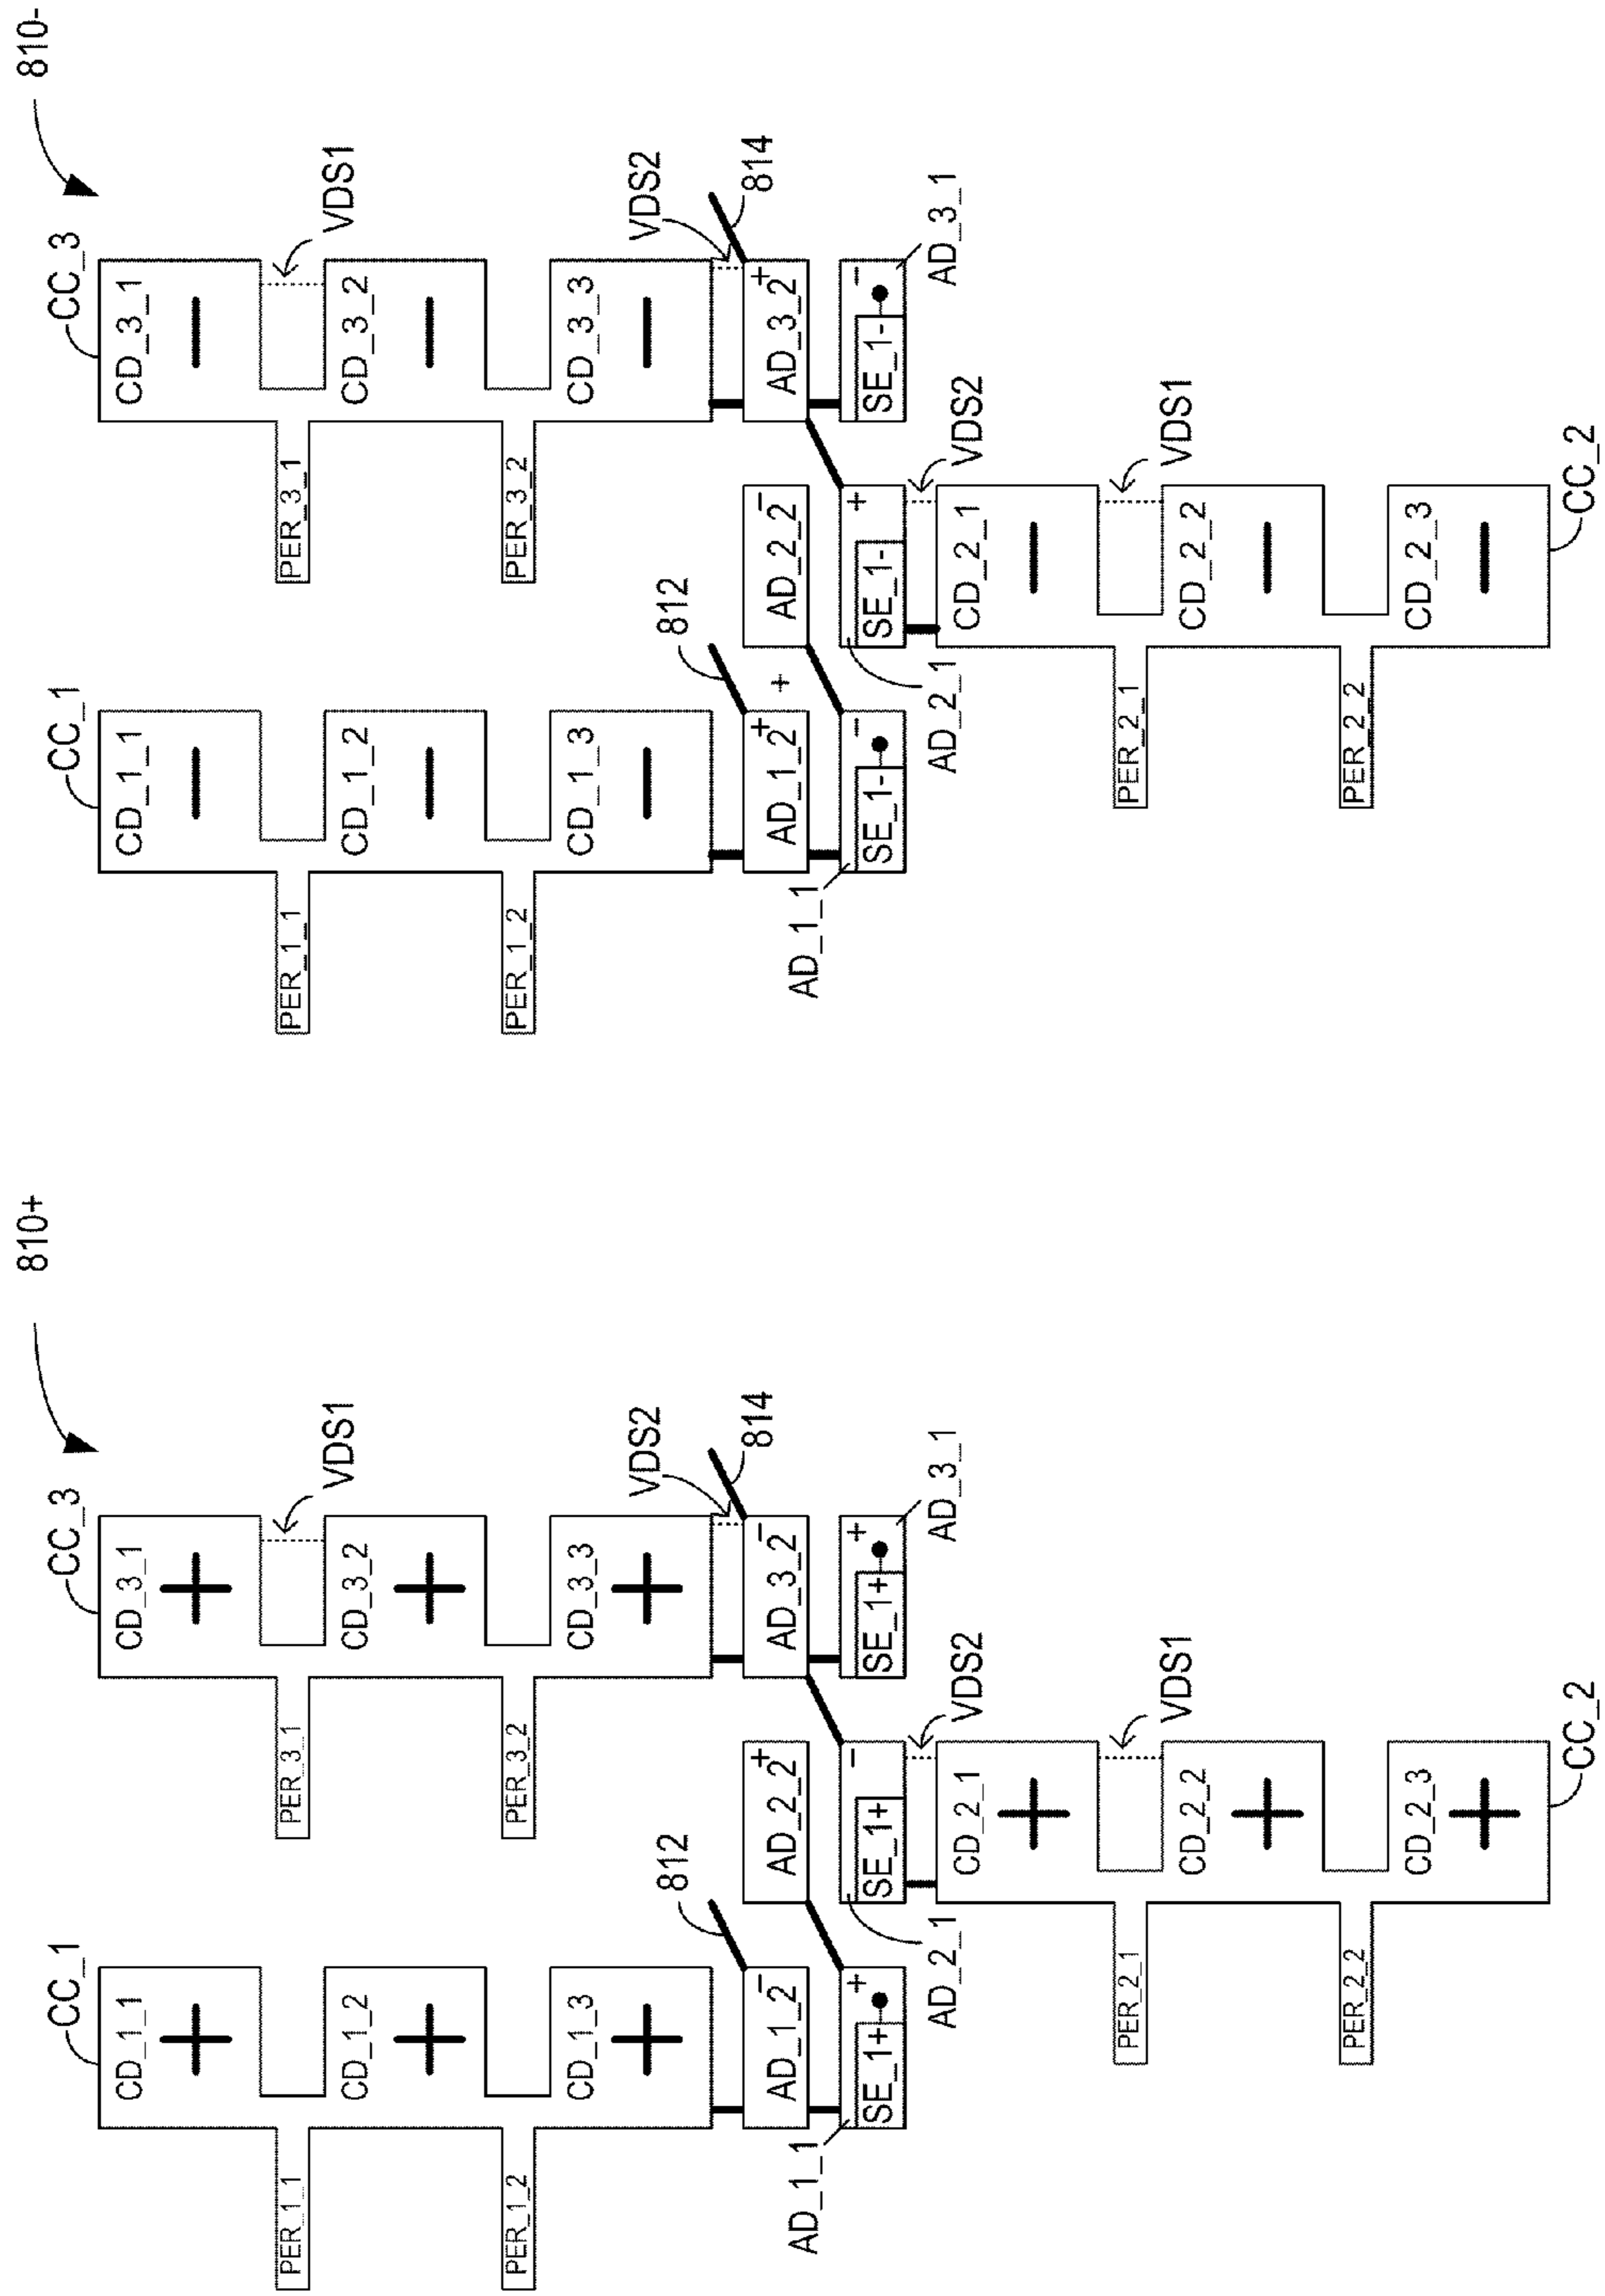 810+
CC_1
CC_3
CD_1_1
+
CD_3_1
+
PER_1_1
PER_3_1
VDS1
CD_1_2
+
CD_3_2
+
PER_1_2
PER_3_2
CD_1_3
+
CD_3_3
+
812
VDS2
814
AD_1_2 -
AD_2_2 +
AD_3_2 -
AD_1_1
SE_1+ +
SE_1+ -
SE_1+ +
AD_2_1
AD_3_1
VDS2
CD_2_1
+
PER_2_1
VDS1
CD_2_2
+
PER_2_2
CD_2_3
+
CC_2
810-
CC_1
CC_3
CD_1_1
-
CD_3_1
-
PER_1_1
PER_3_1
VDS1
CD_1_2
-
CD_3_2
-
PER_1_2
PER_3_2
CD_1_3
-
CD_3_3
-
812
VDS2
814
AD_1_2 +
+
AD_2_2 -
AD_3_2 +
AD_1_1
SE_1- -
SE_1- +
SE_1- -
AD_2_1
AD_3_1
VDS2
CD_2_1
-
PER_2_1
VDS1
CD_2_2
-
PER_2_2
CD_2_3
-
CC_2